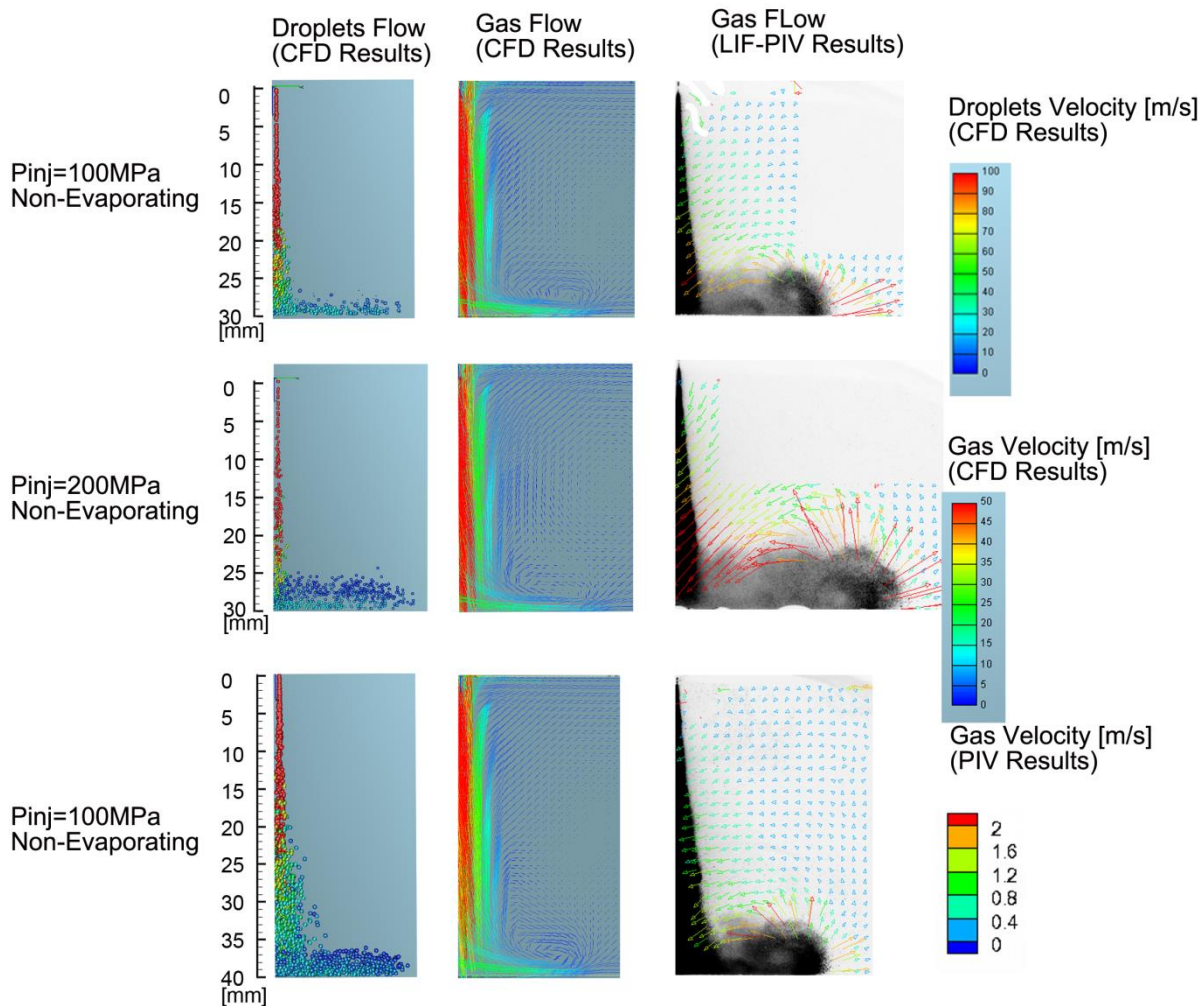 Droplets Flow
(CFD Results)
Gas Flow
(CFD Results)
Gas FLow
(LIF-PIV Results)
Pinj=100MPa
Non-Evaporating
0
5
10
15
20
25
30
[mm]
Droplets Velocity [m/s]
(CFD Results)
100
90
80
70
60
50
40
30
20
10
0
Pinj=200MPa
Non-Evaporating
0
5
10
15
20
25
30
[mm]
Gas Velocity [m/s]
(CFD Results)
50
45
40
35
30
25
20
15
10
5
0
Pinj=100MPa
Non-Evaporating
0
5
10
15
20
25
30
35
40
[mm]
Gas Velocity [m/s]
(PIV Results)
2
1.6
1.2
0.8
0.4
0